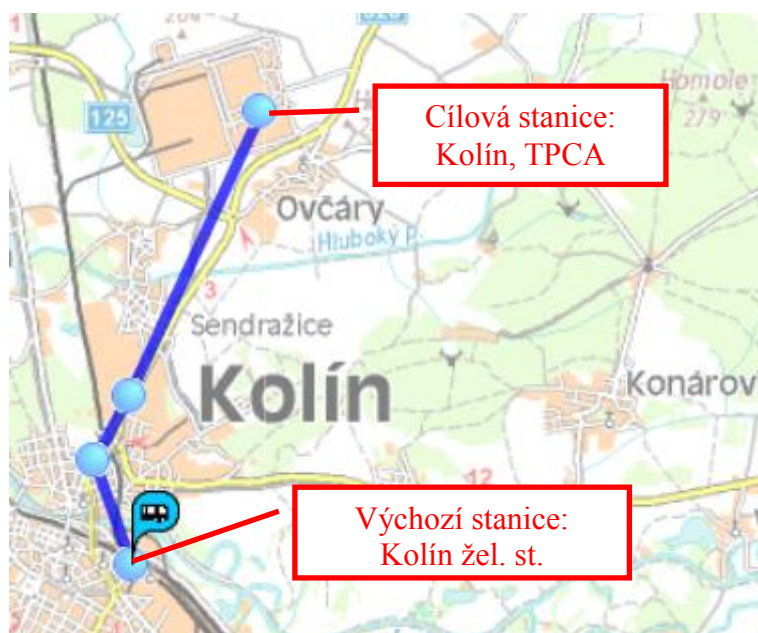 328
125
Cílová stanice:
Kolín, TPCA
Homole
279
Ovčáry
Hluboký p.
3
Sendražice
Kolín
Konárov
12
Výchozí stanice:
Kolín žel. st.